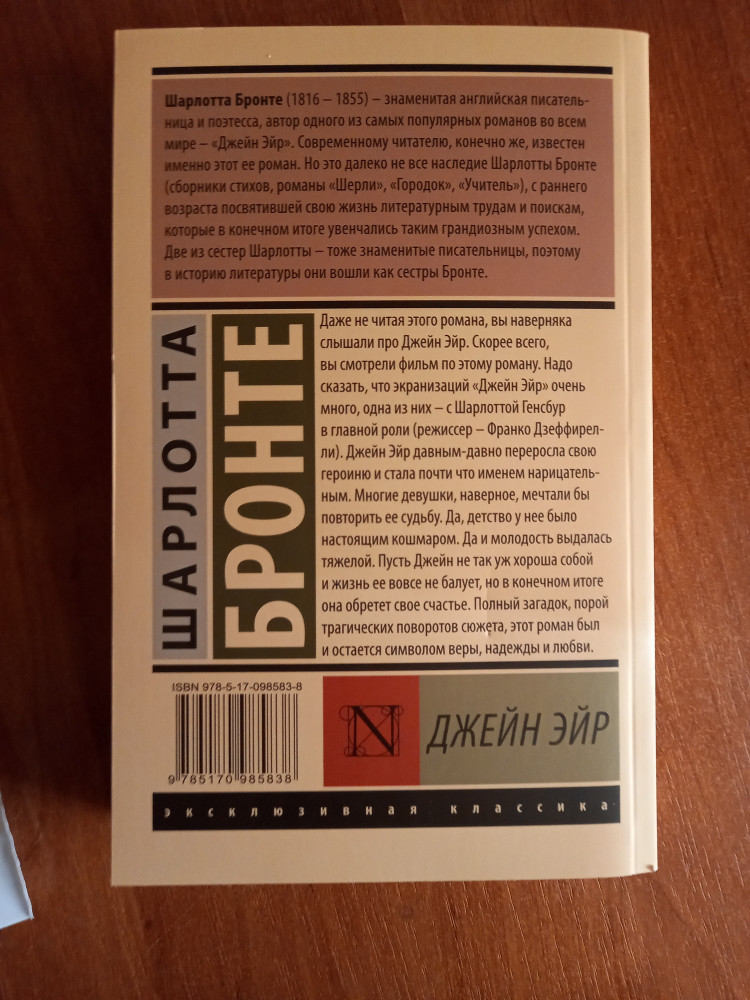 Шарлотта Бронте (1816 – 1855) – знаменитая английская писатель-
ница и поэтесса, автор одного из самых популярных романов во всем
мире – «Джейн Эйр». Современному читателю, конечно же, известен
именно этот ее роман. Но это далеко не все наследие Шарлотты Бронте
(сборники стихов, романы «Шерли», «Городок», «Учитель»), с раннего
возраста посвятившей свою жизнь литературным трудам и поискам,
которые в конечном итоге увенчались таким грандиозным успехом.
Две из сестер Шарлотты – тоже знаменитые писательницы, поэтому
в историю литературы они вошли как сестры Бронте.
ШАРЛОТТА
БРОНТЕ
Даже не читая этого романа, вы наверняка
слышали про Джейн Эйр. Скорее всего,
вы смотрели фильм по этому роману. Надо
сказать, что экранизаций «Джейн Эйр» очень
много, одна из них – с Шарлоттой Генсбур
в главной роли (режиссер – Франко Дзеффирел-
ли). Джейн Эйр давным-давно переросла свою
героиню и стала почти что именем нарицатель-
ным. Многие девушки, наверное, мечтали бы
повторить ее судьбу. Да, детство у нее было
настоящим кошмаром. Да и молодость выдалась
тяжелой. Пусть Джейн не так уж хороша собой
и жизнь ее вовсе не балует, но в конечном итоге
она обретет свое счастье. Полный загадок, порой
трагических поворотов сюжета, этот роман был
и остается символом веры, надежды и любви.
ISBN 978-5-17-098583-8
9 785170 985838
N
ДЖЕЙН ЭЙР
эксклюзивная классика